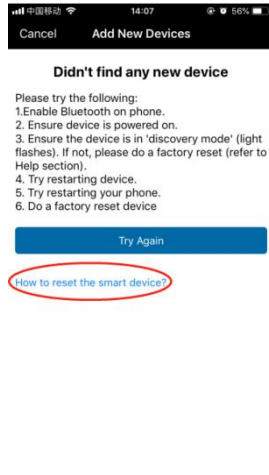 中国移动 14:07 56%
Cancel Add New Devices
Didn't find any new device
Please try the following:
1.Enable Bluetooth on phone.
2. Ensure device is powered on.
3. Ensure the device is in 'discovery mode' (light
flashes). If not, please do a factory reset (refer to
Help section).
4. Try restarting device.
5. Try restarting your phone.
6. Do a factory reset device
Try Again
How to reset the smart device?